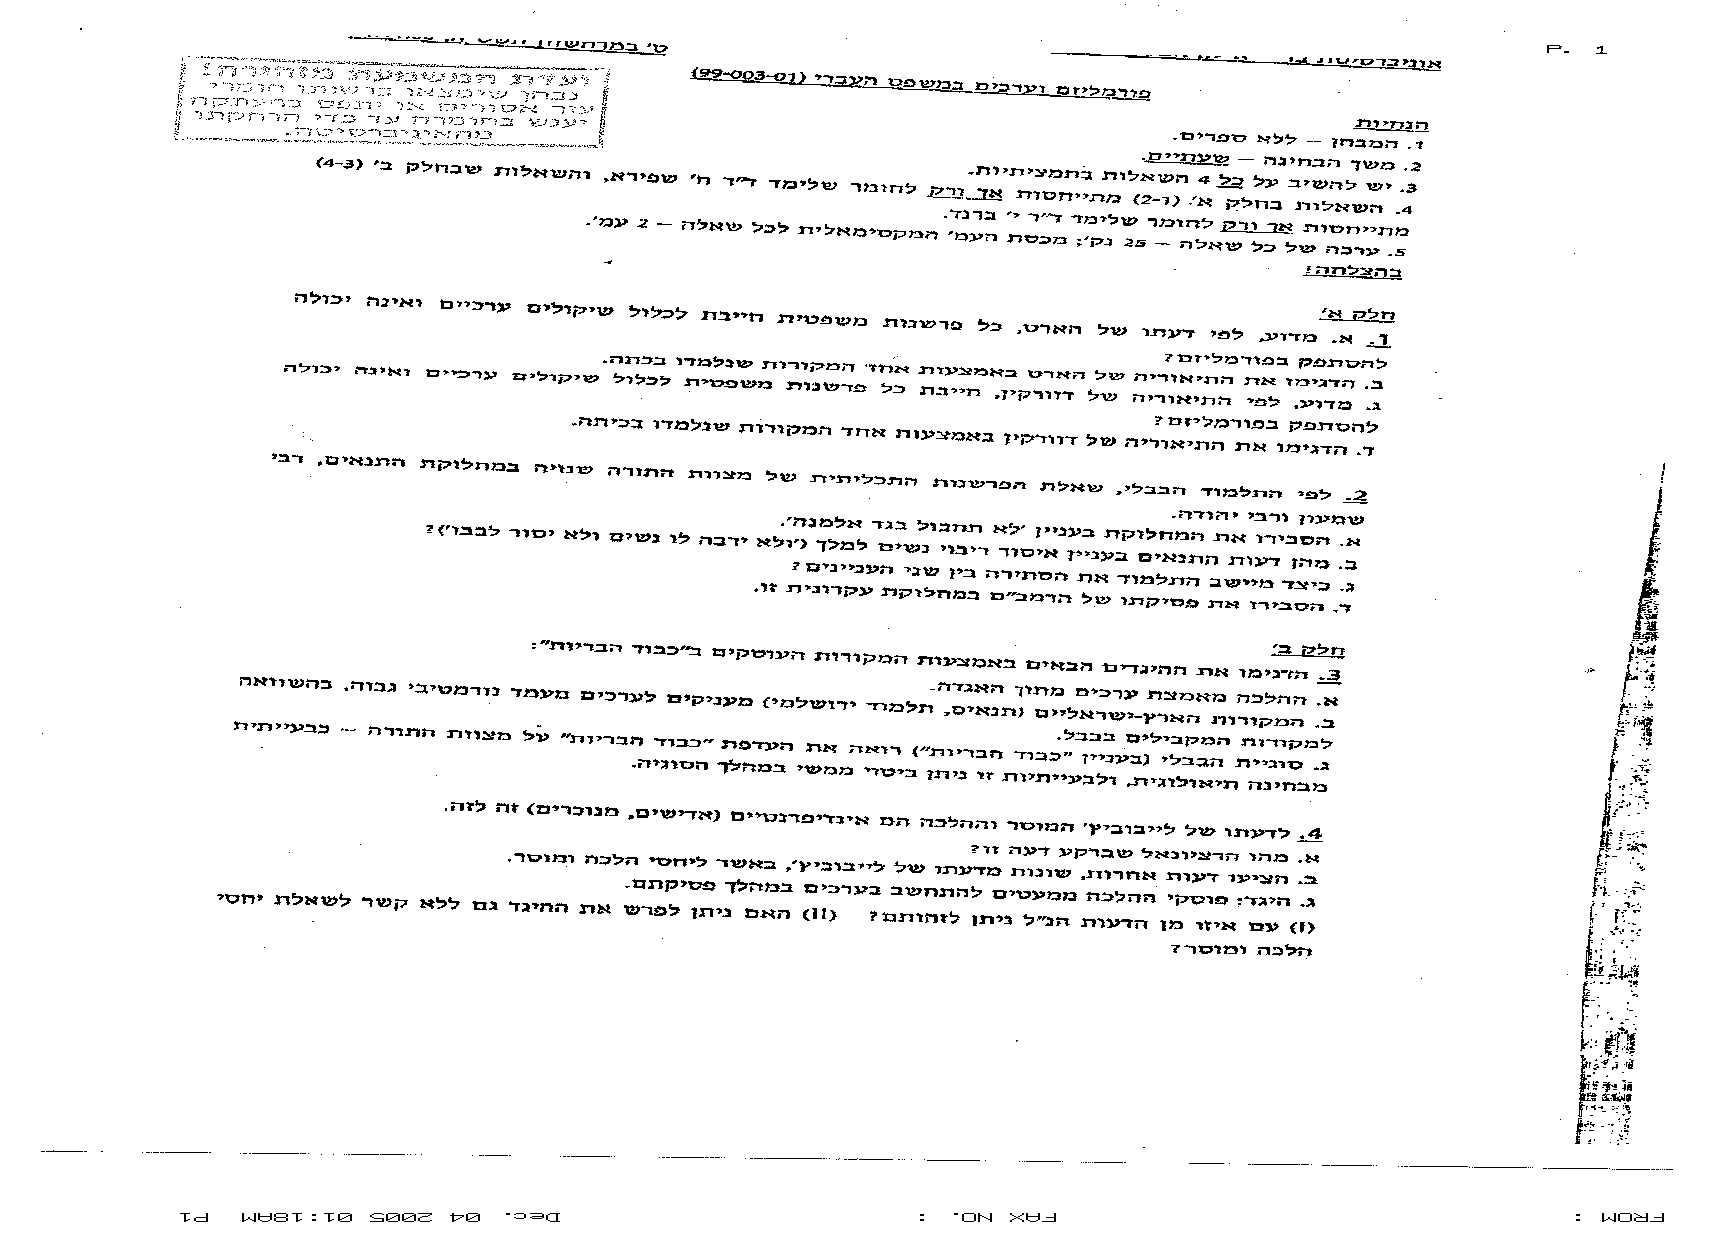 P. 1
פורמליזם וערכים במשפט העברי (99-003-01)
ועדת המשמעת מזהירה!
נבחן שימצאו ברשותו חומרי
עזר אסורים או יתפס בהעתקה
יענש בחומרה עד כדי הרחקתו
מהאוניברסיטה.
הנחיות
1. המבחן – ללא ספרים.
2. משך הבחינה – שעתיים.
3. יש להשיב על כל 4 השאלות בתמציתיות.
4. השאלות בחלק א' (1-2) מתייחסות אך ורק לחומר שלימד ד"ר ח' שפירא, והשאלות שבחלק ב' (4-3)
מתייחסות אך ורק לחומר שלימד ד"ר י' ברנד.
5. ערכה של כל שאלה – 25 נק'; מכסת העמ' המקסימאלית לכל שאלה – 2 עמ'.
בהצלחה!
חלק א'
1. א. מדוע, לפי דעתו של הארט, כל פרשנות משפטית חייבת לכלול שיקולים ערכיים ואינה יכולה
להסתפק בפורמליזם?
ב. הדגימו את התיאוריה של הארט באמצעות אחד המקורות שנלמדו בכתה.
ג. מדוע, לפי התיאוריה של דוורקין, חייבת כל פרשנות משפטית לכלול שיקולים ערכיים ואינה יכולה
להסתפק בפורמליזם?
ד. הדגימו את התיאוריה של דוורקין באמצעות אחד המקורות שנלמדו בכיתה.
2. לפי התלמוד הבבלי, שאלת הפרשנות התכליתית של מצוות התורה שנויה במחלוקת התנאים, רבי
שמעון ורבי יהודה.
א. הסבירו את המחלוקת בעניין 'לא תחבול בגד אלמנה'.
ב. מהן דעות התנאים בעניין איסור ריבוי נשים למלך ('ולא ירבה לו נשים ולא יסור לבבו')?
ג. כיצד מיישב התלמוד את הסתירה בין שני העניינים?
ד. הסבירו את פסיקתו של הרמב"ם במחלוקת עקרונית זו.
חלק ב'
3. הדגימו את ההיגדים הבאים באמצעות המקורות העוסקים ב"כבוד הבריות":
א. ההלכה מאמצת ערכים מתוך האגדה.
ב. המקורות הארץ-ישראליים (תנאים, תלמוד ירושלמי) מעניקים לערכים מעמד נורמטיבי גבוה, בהשוואה
למקורות המקבילים בבבל.
ג. סוגיית הבבלי (בעניין "כבוד הבריות") רואה את העדפת "כבוד הבריות" על מצוות התורה – כבעייתית
מבחינה תיאולוגית, ולבעייתיות זו ניתן ביטוי ממשי במהלך הסוגיה.
4. לדעתו של לייבוביץ' המוסר וההלכה הם אינדיפרנטיים (אדישים, מנוכרים) זה לזה.
א. מהו הרציונאל שברקע דעה זו?
ב. הציעו דעות אחרות, שונות מדעתו של לייבוביץ', באשר ליחסי הלכה ומוסר.
ג. היגד: פוסקי ההלכה ממעטים להתחשב בערכים במהלך פסיקתם.
(I) עם איזו מן הדעות הנ"ל ניתן לזהותם? (II) האם ניתן לפרש את ההיגד גם ללא קשר לשאלת יחסי
הלכה ומוסר?
FROM : FAX NO. : Dec. 04 2005 01:18AM P1